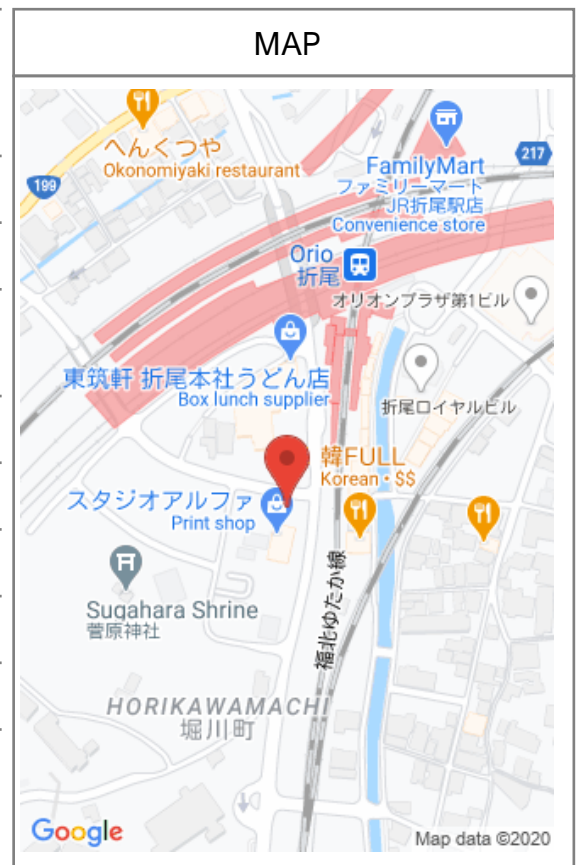 MAP
へんくつや
Okonomiyaki restaurant
199
FamilyMart
ファミリーマート
JR折尾駅店
Convenience store
217
Orio
折尾
オリオンプラザ第1ビル
東筑軒 折尾本社うどん店
Box lunch supplier
折尾ロイヤルビル
韓FULL
Korean・$$
スタジオアルファ
Print shop
Sugahara Shrine
菅原神社
福北ゆたか線
HORIKAWAMACHI
堀川町
Google
Map data ©2020